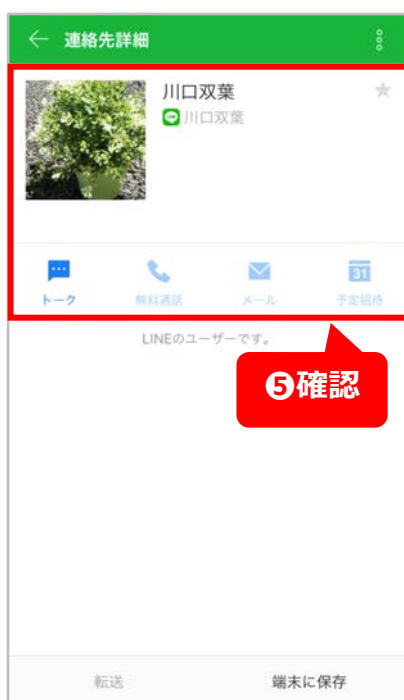 連絡先詳細
川口双葉
LINE 川口双葉
31
トーク 無料通話 メール 予定招待
LINEのユーザーです。
❺確認
転送 端末に保存